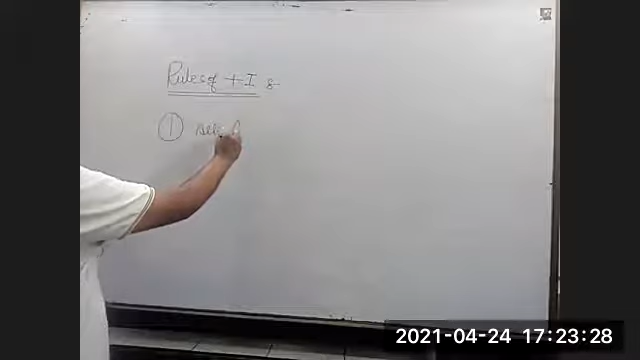 Rules of +I :-
①
2021-04-24 17:23:28